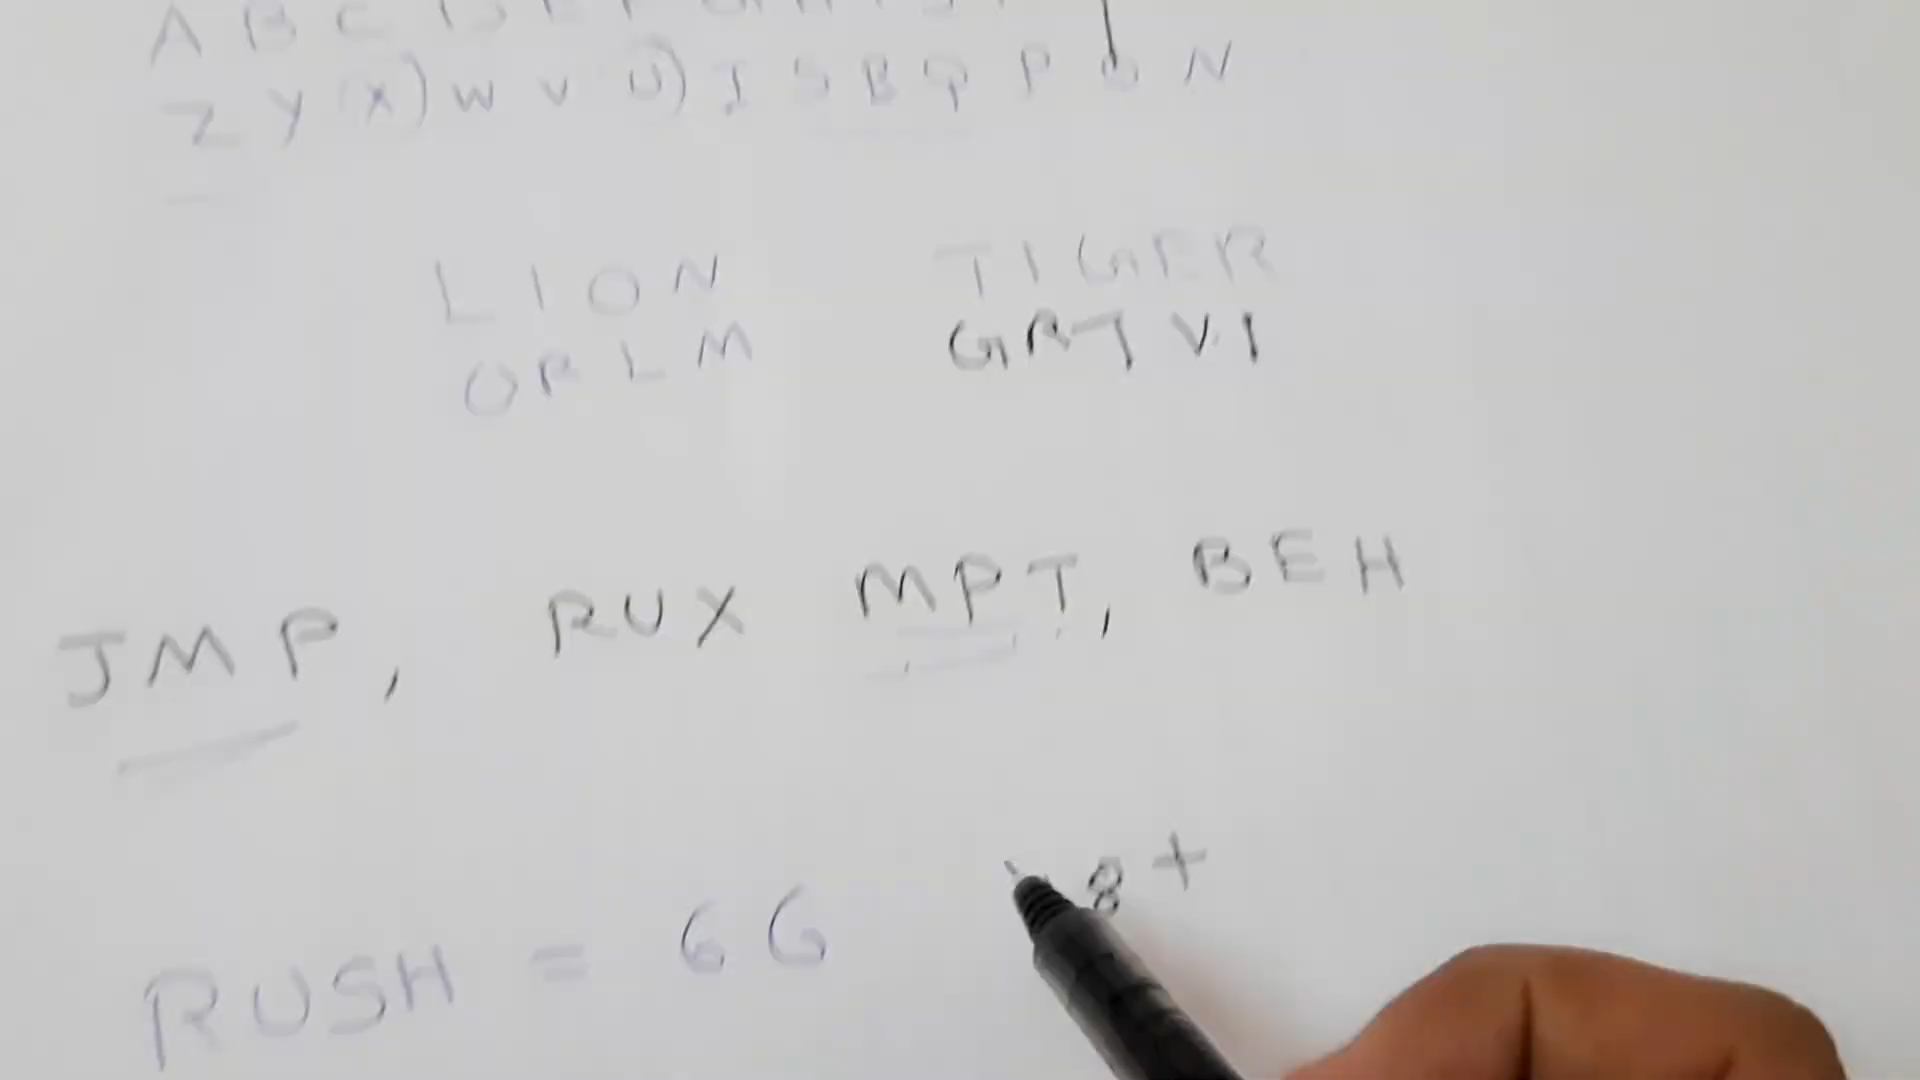 A B C D E F G H I J
Z Y (X) W V U) I S B Q P O N
LION TIGER
ORLM GRTVI
JMP, RUX MPT, BEH
8+
RUSH = 66